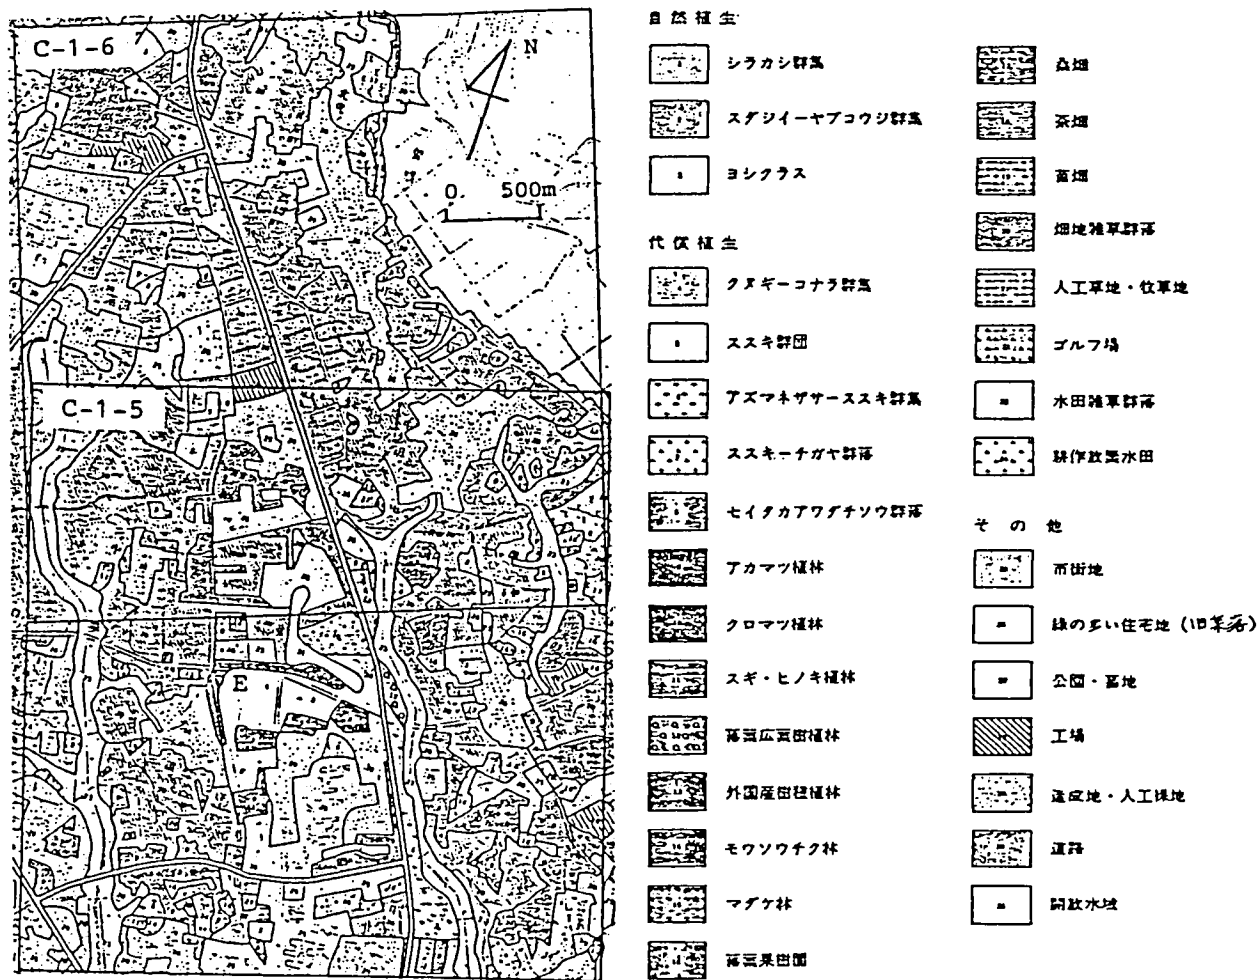 C-1-6
N
0 500m
C-1-5
E
自然植生
シラカシ群集
スダジイーヤブコウジ群集
ヨシクラス
代償植生
クヌギーコナラ群集
ススキ群団
アズマネザサーススキ群集
ススキーチガヤ群落
セイタカアワダチソウ群落
アカマツ植林
クロマツ植林
スギ・ヒノキ植林
落葉広葉樹植林
外国産樹種植林
モウソウチク林
マダケ林
落葉果樹園
桑畑
茶畑
苗畑
畑地雑草群落
人工草地・牧草地
ゴルフ場
水田雑草群落
耕作放棄水田
その他
市街地
緑の多い住宅地 (旧集落)
公園・墓地
工場
造成地・人工裸地
道路
開放水域